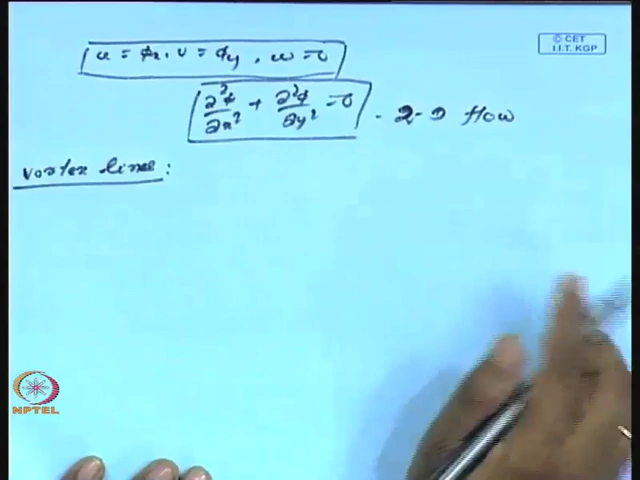 u = ϕx, v = ϕy, w = 0
© CET
I.I.T. KGP
∂²ϕ/∂x² + ∂²ϕ/∂y² = 0 - 2-D flow
Vortex lines :
NPTEL